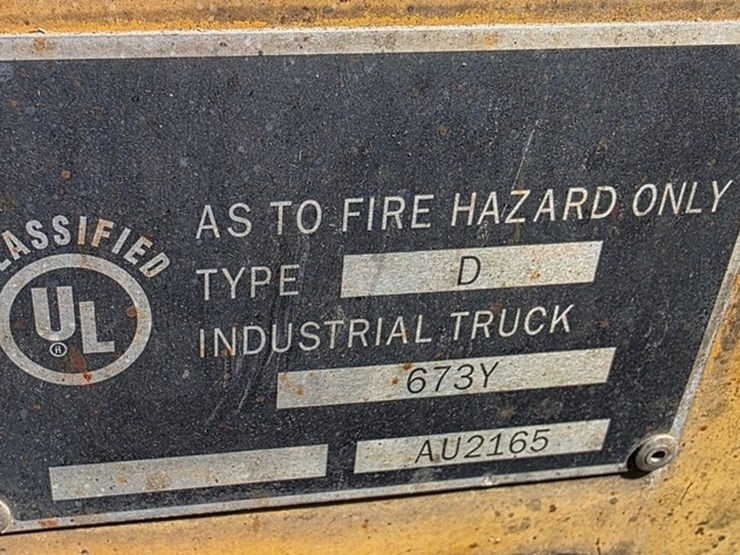 AS TO FIRE HAZARD ONLY
CLASSIFIED
UL®
TYPE D
INDUSTRIAL TRUCK
673Y
AU2165